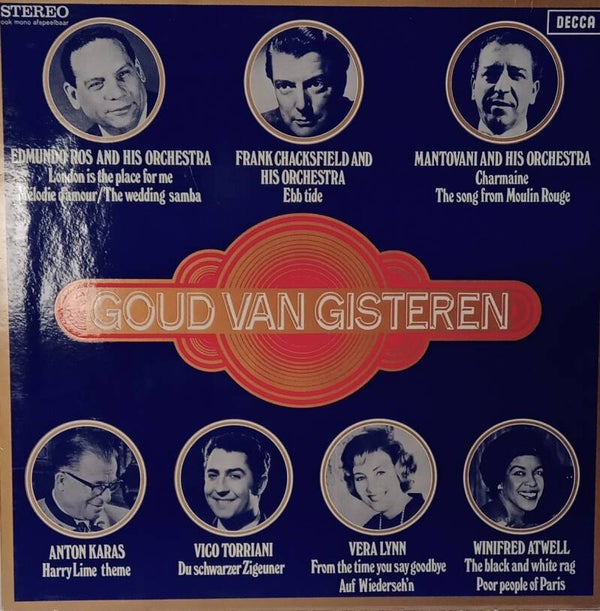 STEREO
ook mono afspeelbaar
DECCA
EDMUNDO ROS AND HIS ORCHESTRA
London is the place for me
Mélodie d'amour/The wedding samba
FRANK CHACKSFIELD AND
HIS ORCHESTRA
Ebb tide
MANTOVANI AND HIS ORCHESTRA
Charmaine
The song from Moulin Rouge
GOUD VAN GISTEREN
ANTON KARAS
Harry Lime theme
VICO TORRIANI
Du schwarzer Zigeuner
VERA LYNN
From the time you say goodbye
Auf Wiederseh'n
WINIFRED ATWELL
The black and white rag
Poor people of Paris